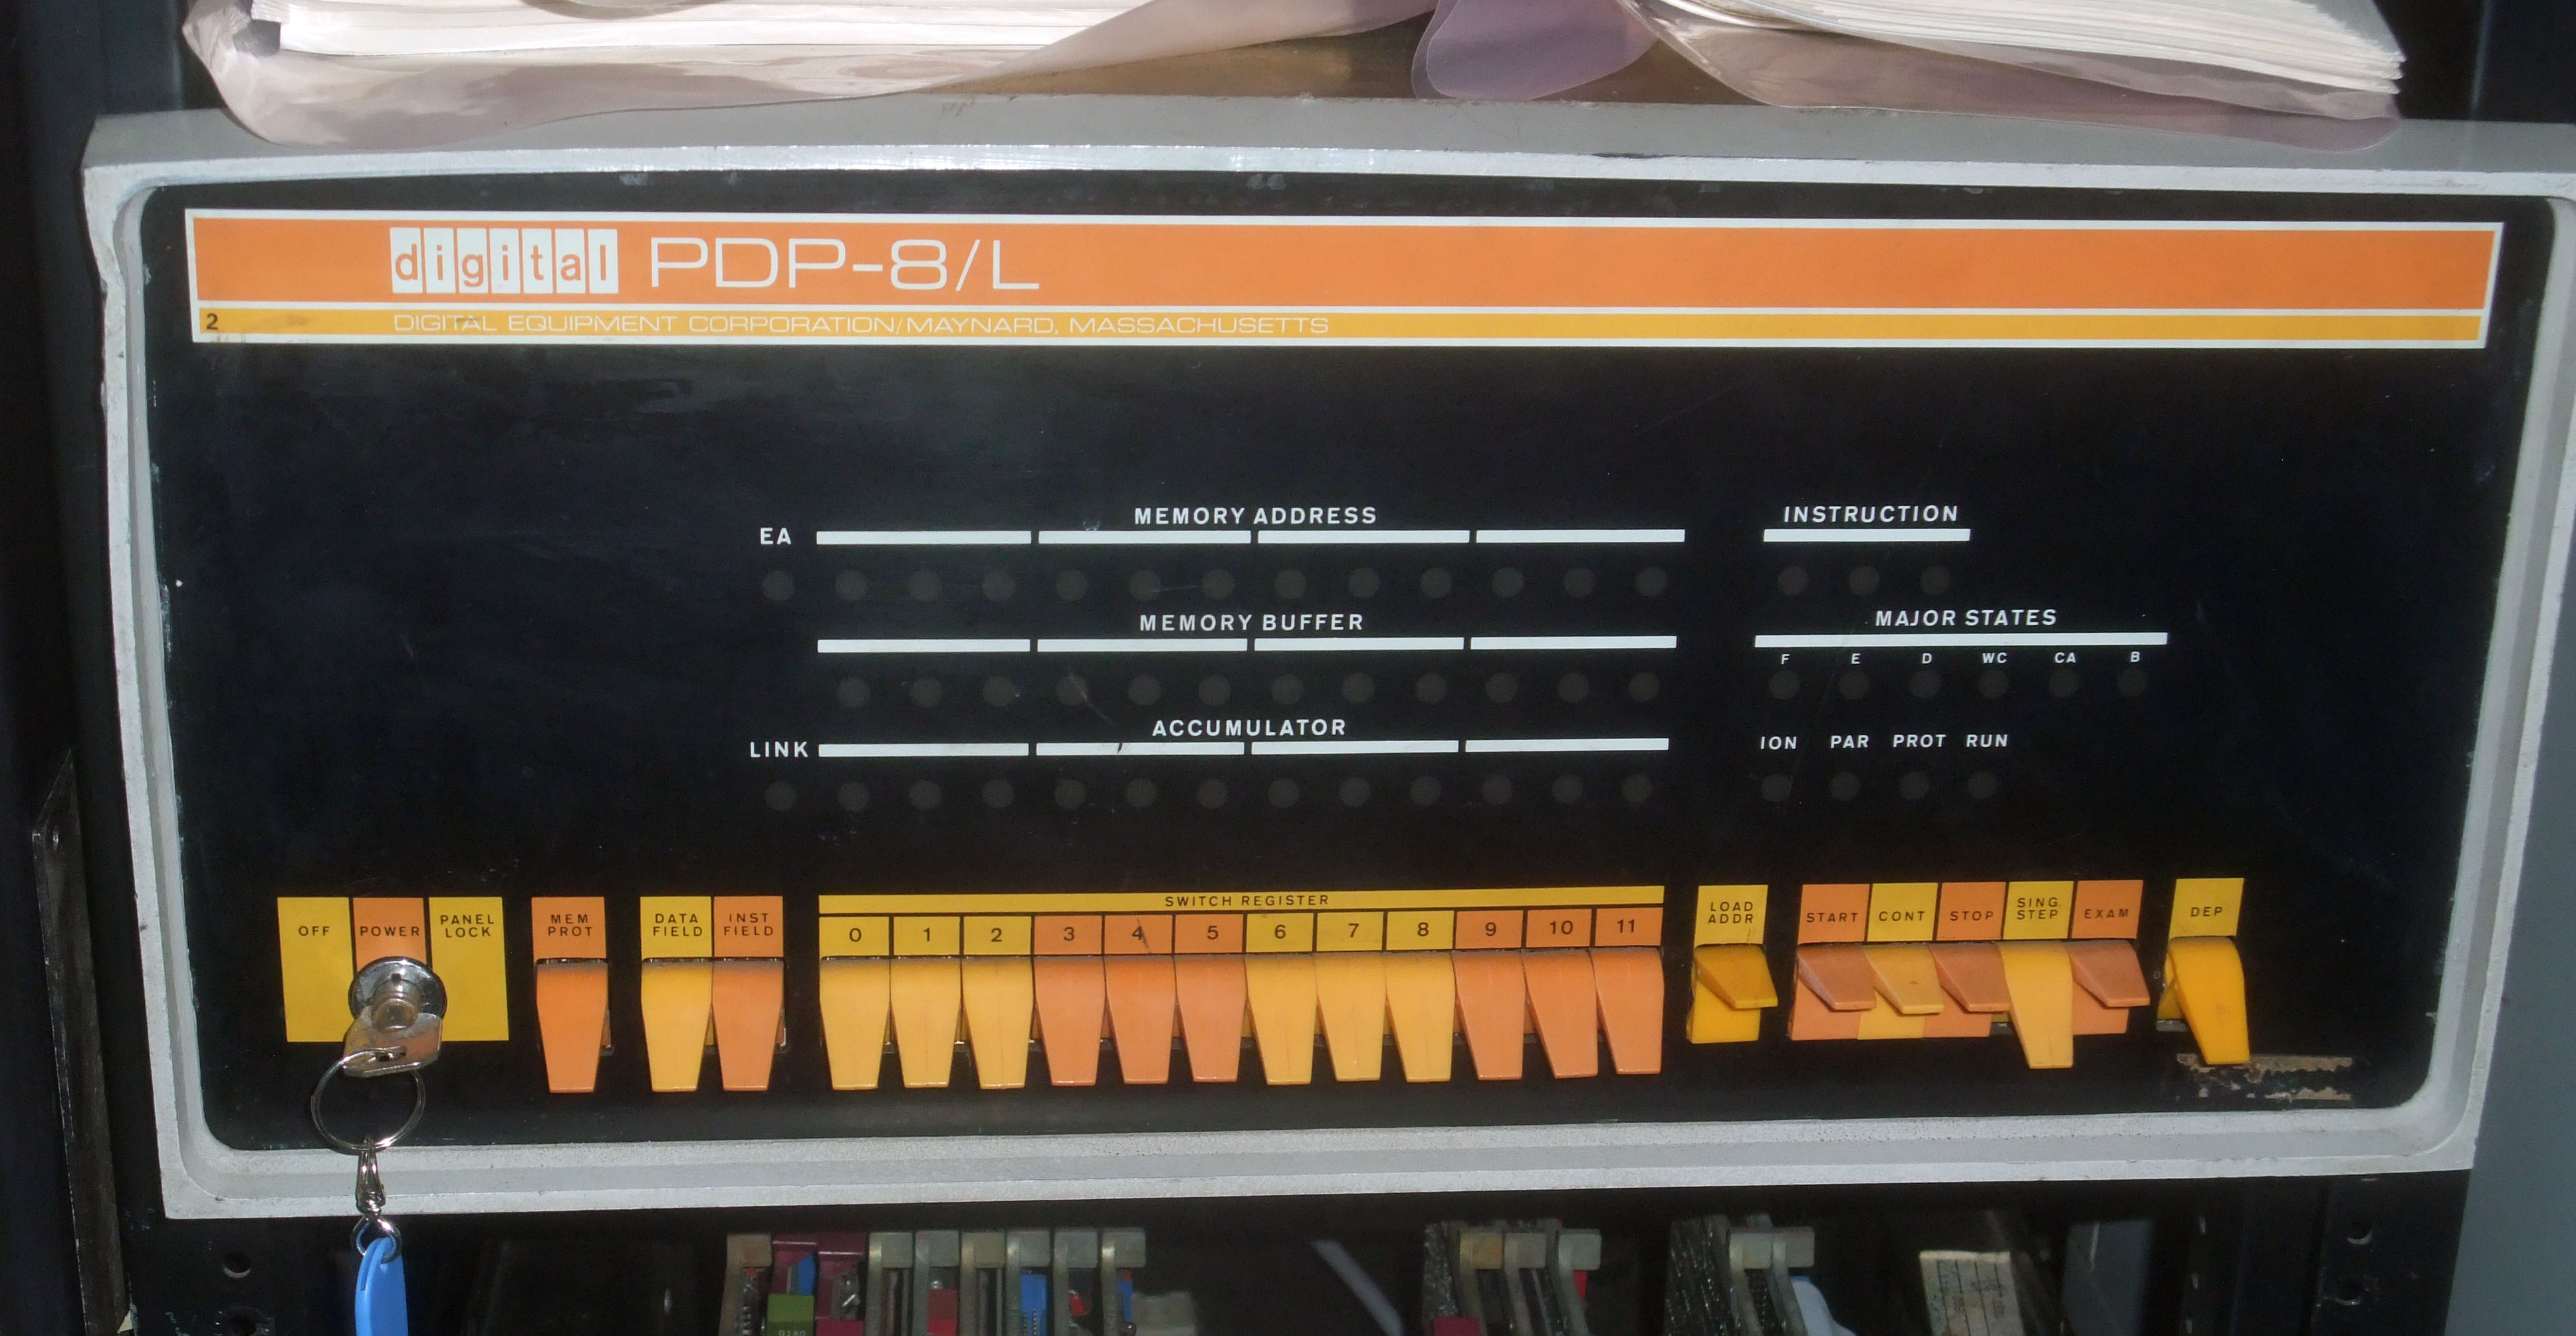 digital PDP-8/L
2 DIGITAL EQUIPMENT CORPORATION/MAYNARD, MASSACHUSETTS
MEMORY ADDRESS INSTRUCTION
EA
MEMORY BUFFER MAJOR STATES
F E D WC CA B
ACCUMULATOR
LINK ION PAR PROT RUN
OFF POWER PANEL LOCK MEM PROT DATA FIELD INST FIELD
SWITCH REGISTER
0 1 2 3 4 5 6 7 8 9 10 11
LOAD ADDR START CONT STOP SING. STEP EXAM DEP